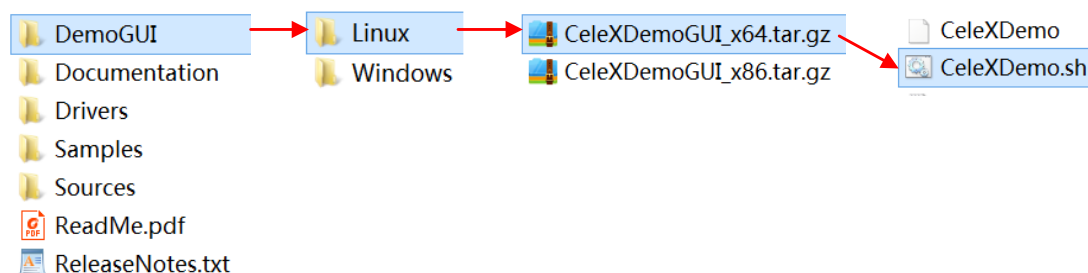 DemoGUI
Documentation
Drivers
Samples
Sources
ReadMe.pdf
ReleaseNotes.txt
Linux
Windows
CeleXDemoGUI_x64.tar.gz
CeleXDemoGUI_x86.tar.gz
CeleXDemo
CeleXDemo.sh